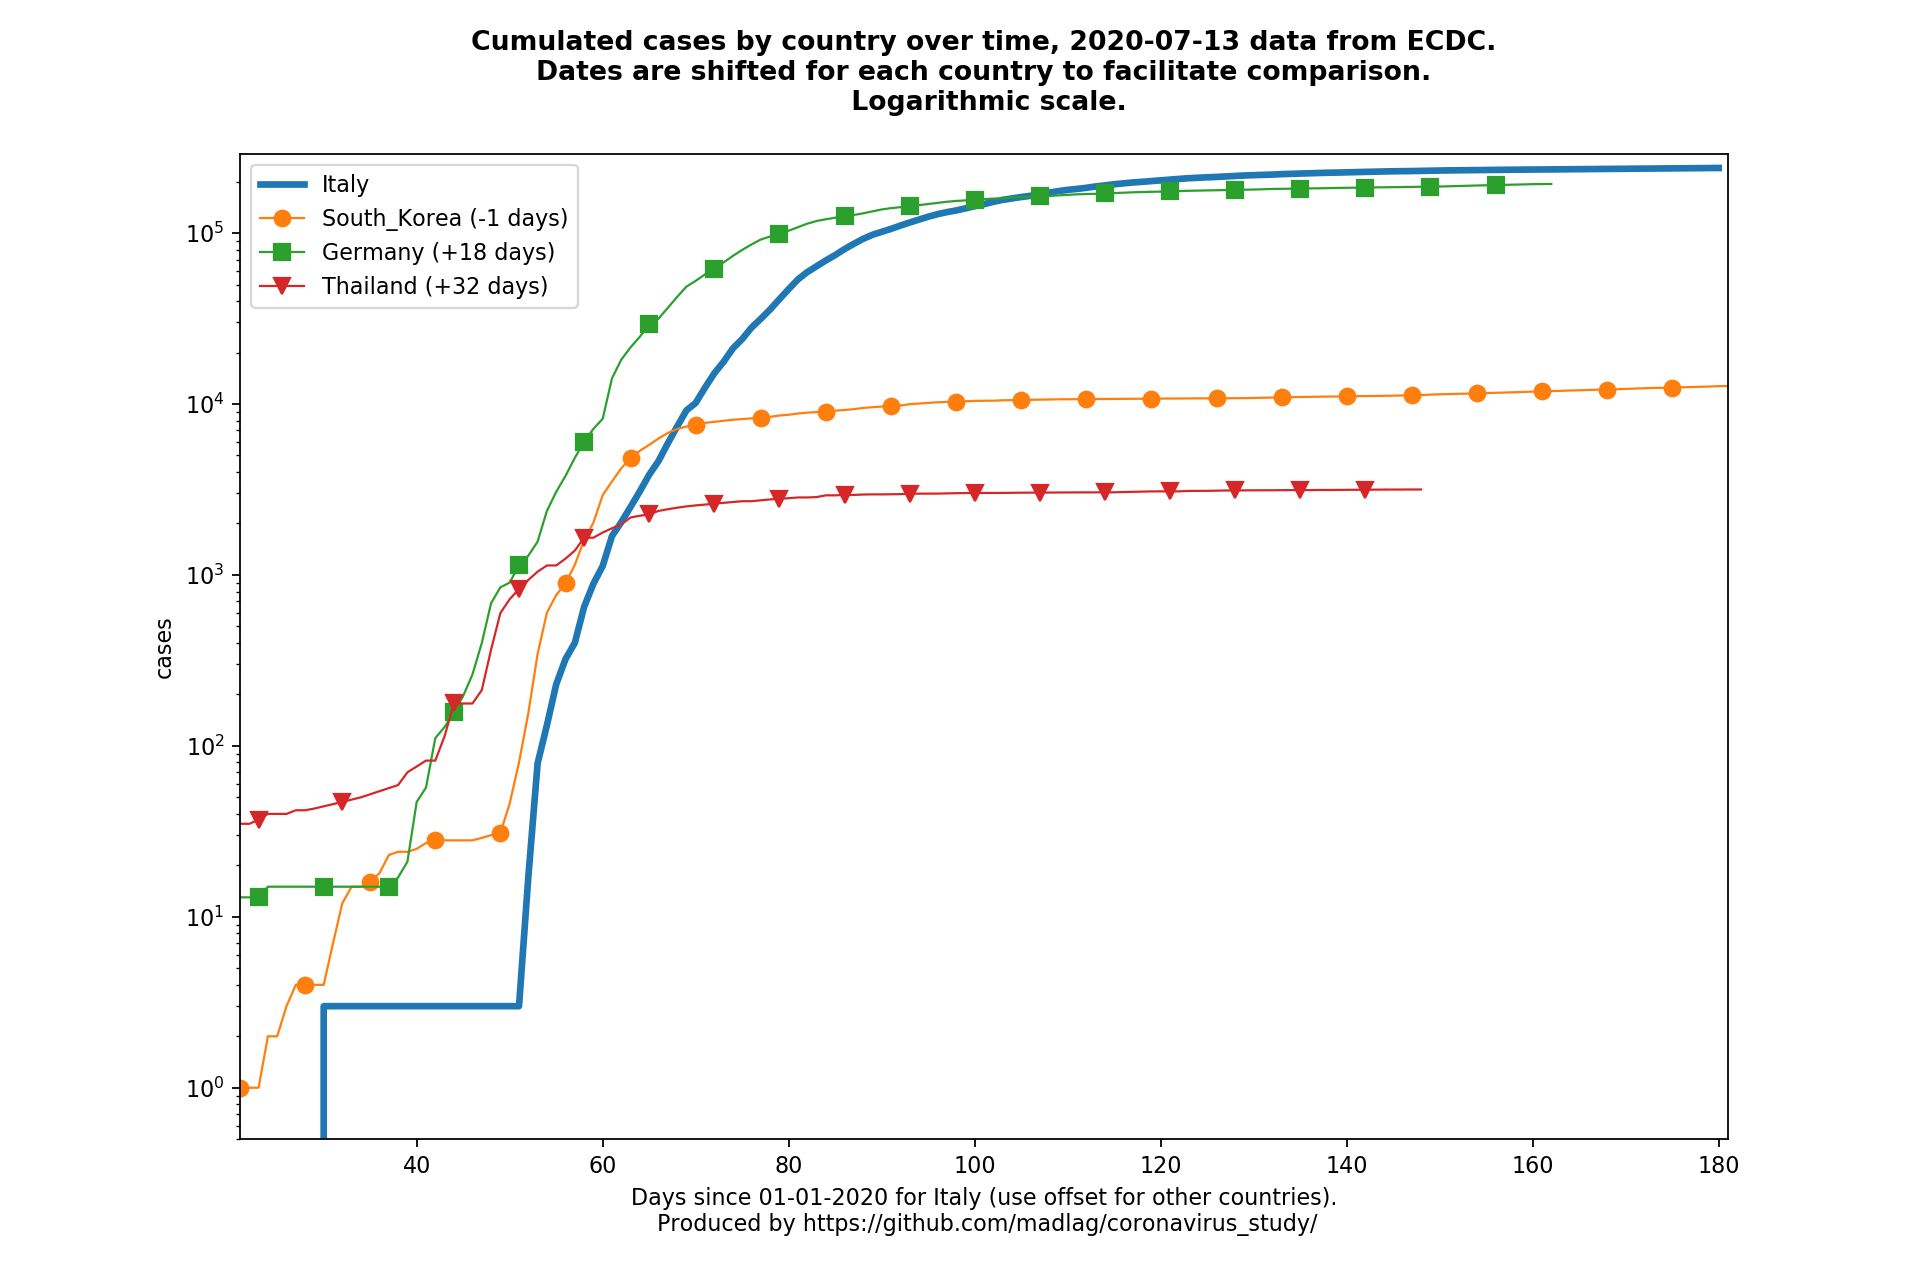 Cumulated cases by country over time, 2020-07-13 data from ECDC.
Dates are shifted for each country to facilitate comparison.
Logarithmic scale.
Italy
South_Korea (-1 days)
Germany (+18 days)
Thailand (+32 days)
10^5
10^4
10^3
10^2
10^1
10^0
cases
40 60 80 100 120 140 160 180
Days since 01-01-2020 for Italy (use offset for other countries).
Produced by https://github.com/madlag/coronavirus_study/